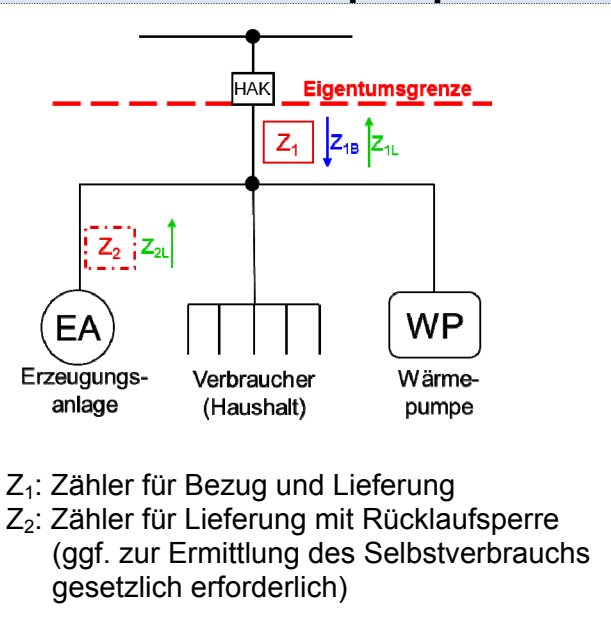 HAK
Eigentumsgrenze
Z₁ Z₁B Z₁L
Z₂ Z₂L
EA
WP
Erzeugungs-
anlage
Verbraucher
(Haushalt)
Wärme-
pumpe
Z₁: Zähler für Bezug und Lieferung
Z₂: Zähler für Lieferung mit Rücklaufsperre
(ggf. zur Ermittlung des Selbstverbrauchs
gesetzlich erforderlich)